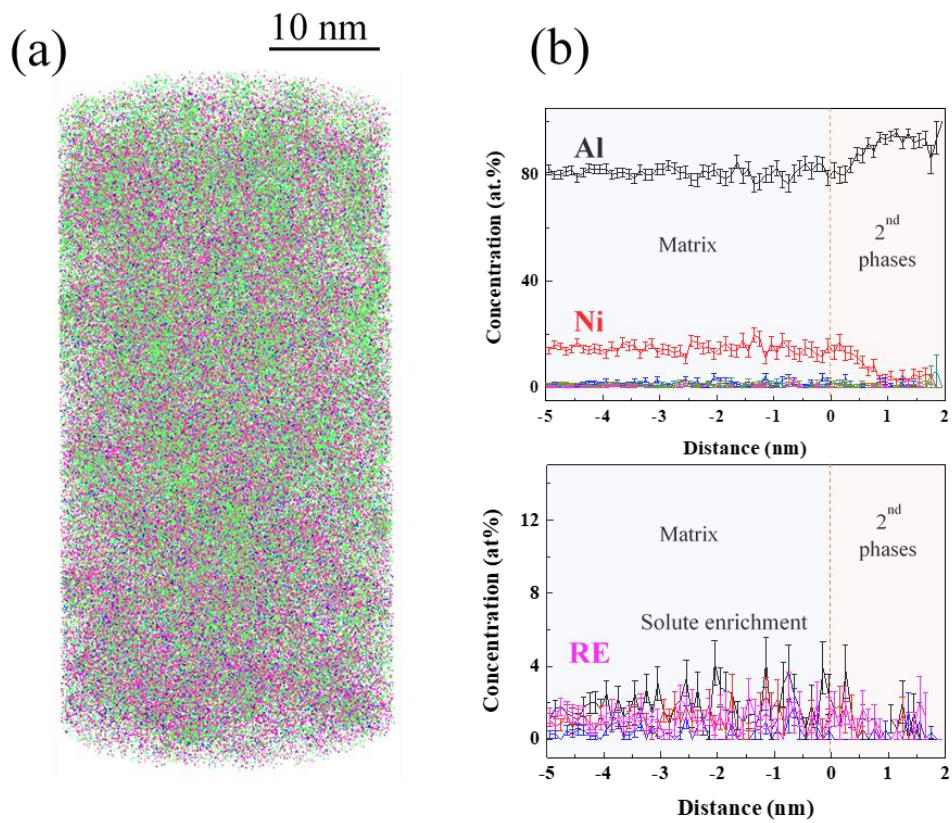 (a)
10 nm
(b)
Concentration (at.%)
80
40
0
Al
Ni
Matrix
2nd
phases
-5 -4 -3 -2 -1 0 1 2
Distance (nm)
Concentration (at%)
12
8
4
0
Matrix
2nd
phases
Solute enrichment
RE
-5 -4 -3 -2 -1 0 1 2
Distance (nm)